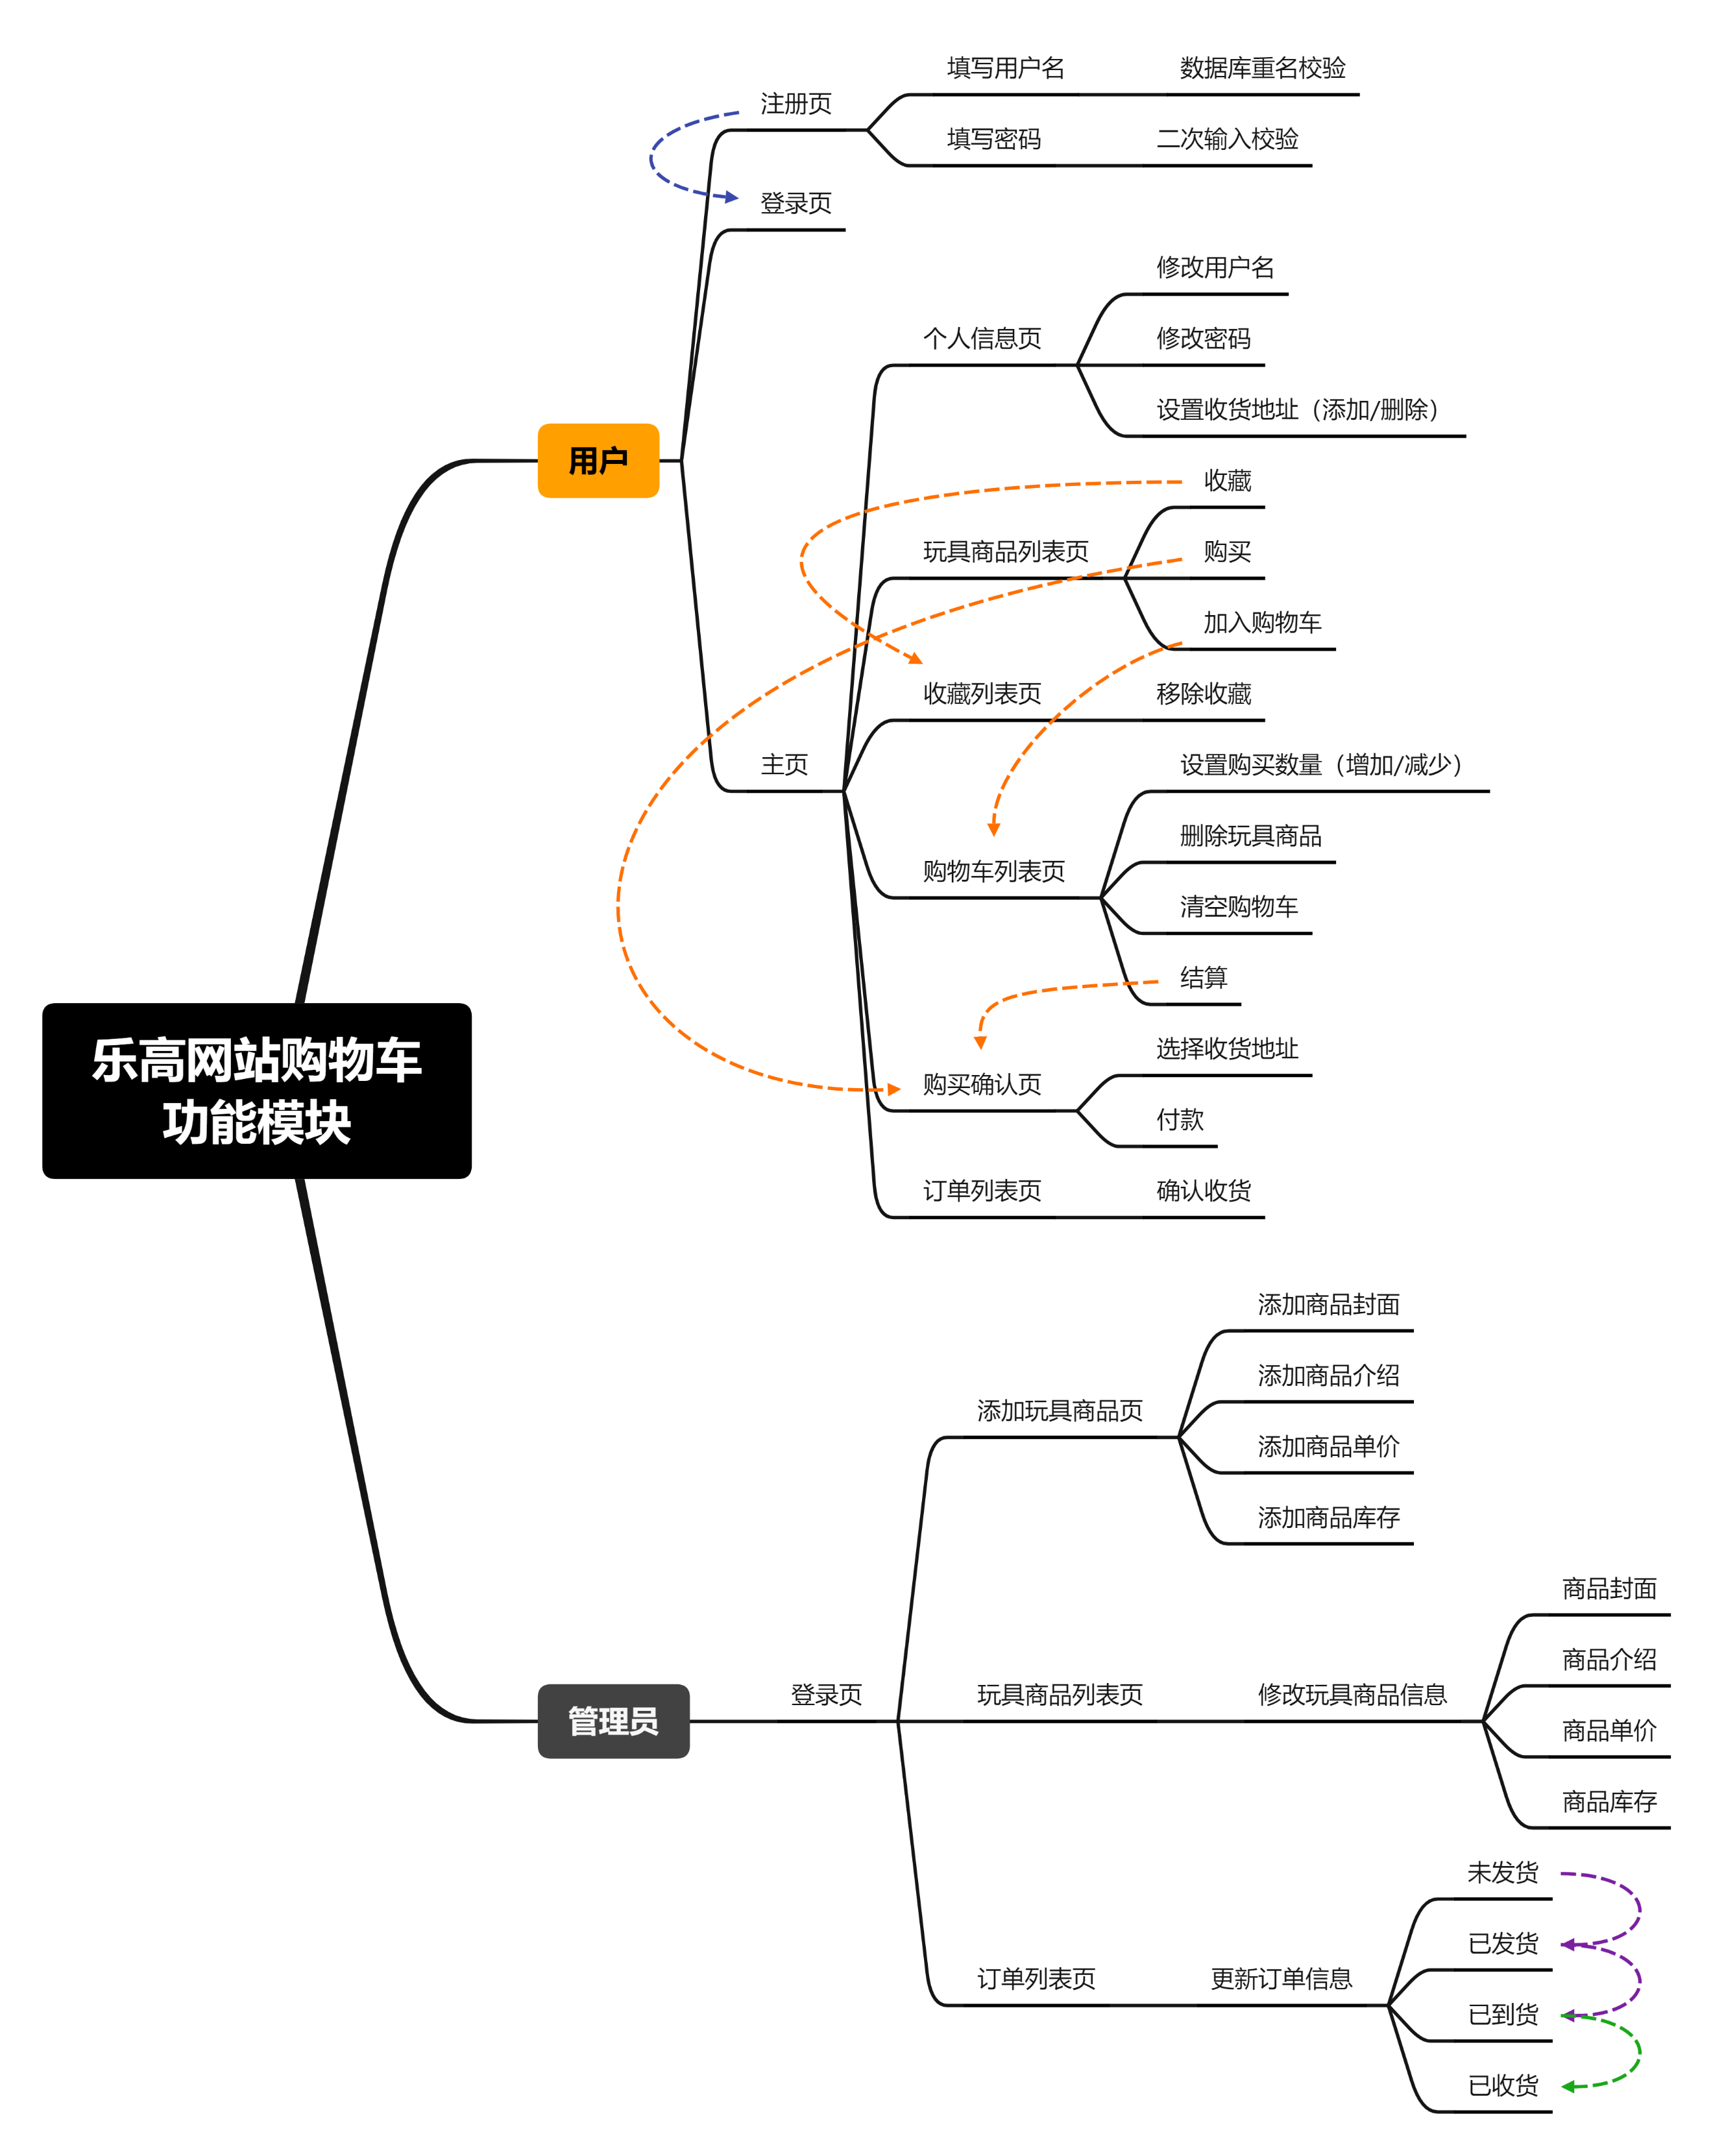 填写用户名
数据库重名校验
注册页
填写密码
二次输入校验
登录页
修改用户名
个人信息页
修改密码
设置收货地址（添加/删除）
用户
收藏
玩具商品列表页
购买
加入购物车
收藏列表页
移除收藏
主页
设置购买数量（增加/减少）
删除玩具商品
购物车列表页
清空购物车
结算
乐高网站购物车
功能模块
选择收货地址
购买确认页
付款
订单列表页
确认收货
添加商品封面
添加商品介绍
添加玩具商品页
添加商品单价
添加商品库存
商品封面
商品介绍
管理员
登录页
玩具商品列表页
修改玩具商品信息
商品单价
商品库存
未发货
已发货
订单列表页
更新订单信息
已到货
已收货